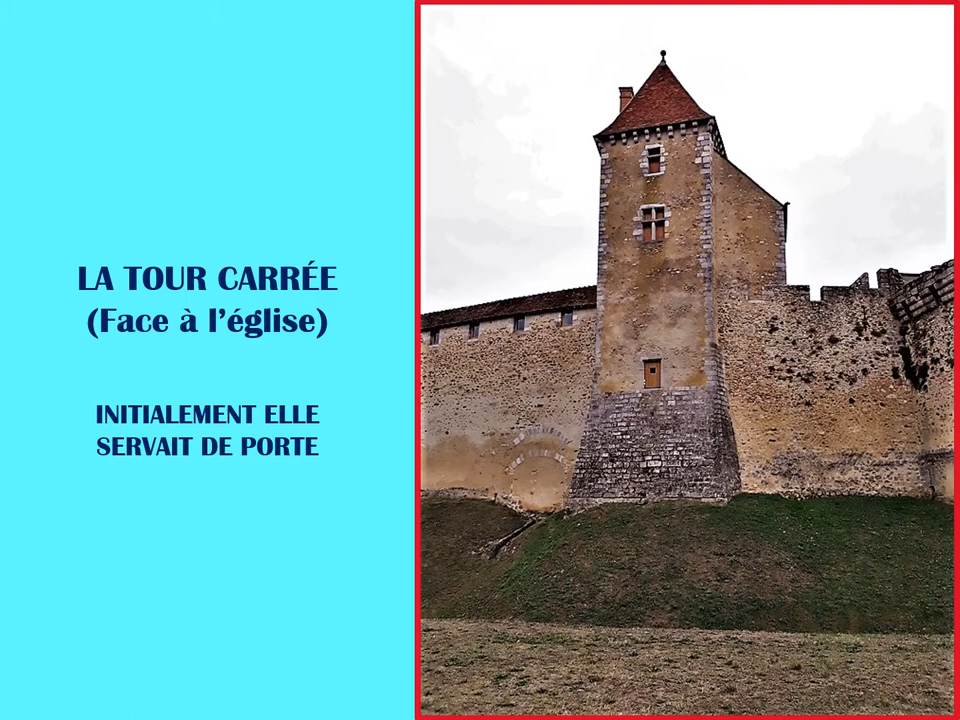 LA TOUR CARRÉE
(Face à l’église)
INITIALEMENT ELLE
SERVAIT DE PORTE